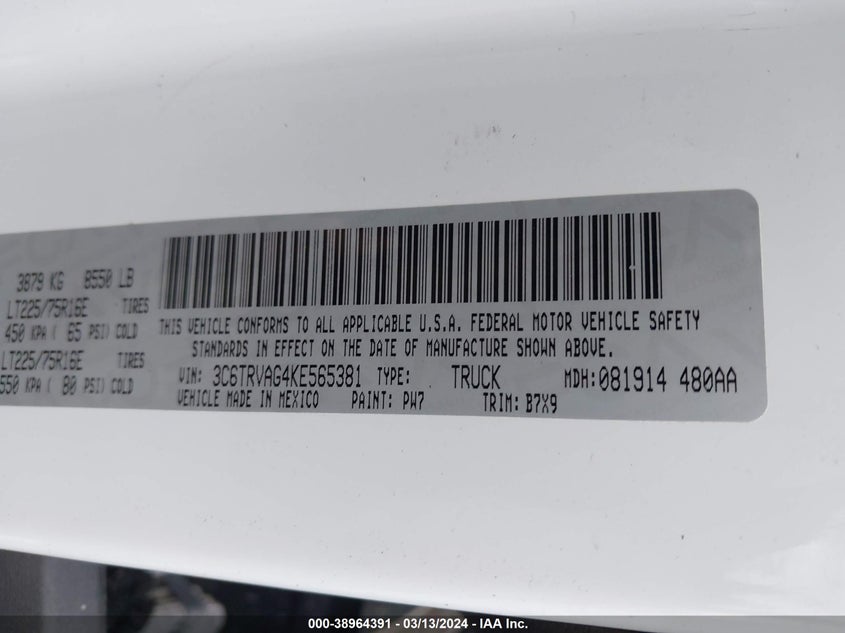 3879 KG 8550 LB
LT225/75R16E TIRES
450 KPA ( 65 PSI) COLD
LT225/75R16E TIRES
550 KPA ( 80 PSI) COLD
THIS VEHICLE CONFORMS TO ALL APPLICABLE U.S.A. FEDERAL MOTOR VEHICLE SAFETY
STANDARDS IN EFFECT ON THE DATE OF MANUFACTURE SHOWN ABOVE.
VIN: 3C6TRVAG4KE565381 TYPE: TRUCK MDH:081914 480AA
VEHICLE MADE IN MEXICO PAINT: PW7 TRIM: B7X9
000-38964391 - 03/13/2024 - IAA Inc.